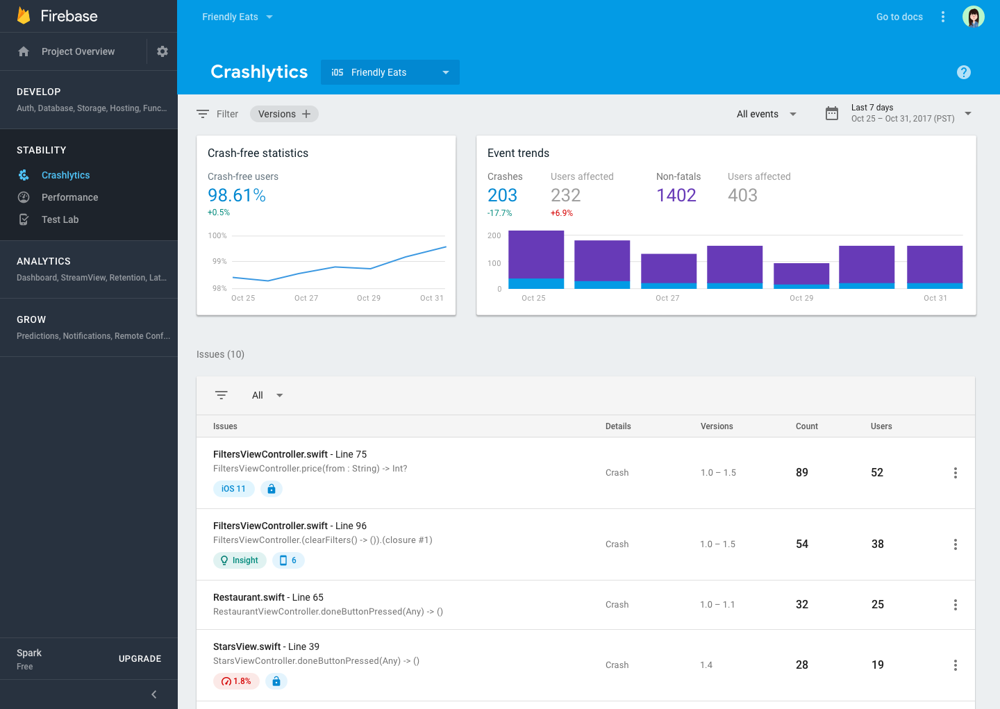 Firebase
Project Overview
DEVELOP
Auth, Database, Storage, Hosting, Func...
STABILITY
Crashlytics
Performance
Test Lab
ANALYTICS
Dashboard, StreamView, Retention, Lat...
GROW
Predictions, Notifications, Remote Conf...
Spark
Free
UPGRADE
Friendly Eats
Go to docs
Crashlytics
iOS Friendly Eats
?
Filter Versions
All events
Last 7 days
Oct 25 – Oct 31, 2017 (PST)
Crash-free statistics
Crash-free users
98.61%
+0.5%
100%
99%
98%
Oct 25 Oct 27 Oct 29 Oct 31
Event trends
Crashes Users affected Non-fatals Users affected
203 232 1402 403
-17.7% +6.9%
200
100
0
Oct 25 Oct 27 Oct 29 Oct 31
Issues (10)
All
Issues Details Versions Count Users
FiltersViewController.swift - Line 75
FiltersViewController.price(from : String) -> Int?
iOS 11
Crash 1.0 – 1.5 89 52
FiltersViewController.swift - Line 96
FiltersViewController.(clearFilters() -> ()).(closure #1)
Insight 6
Crash 1.0 – 1.5 54 38
Restaurant.swift - Line 65
RestaurantViewController.doneButtonPressed(Any) -> ()
Crash 1.0 – 1.1 32 25
StarsView.swift - Line 39
StarsViewController.doneButtonPressed(Any) -> ()
1.8%
Crash 1.4 28 19